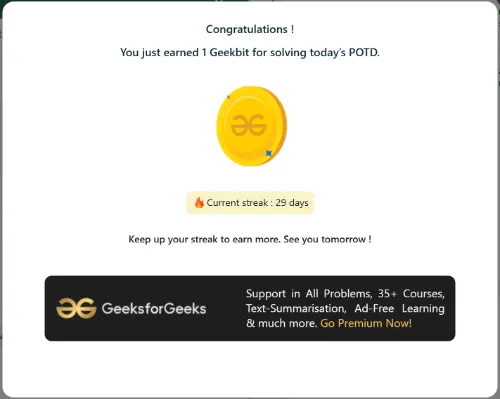 Congratulations !
You just earned 1 Geekbit for solving today's POTD.
Current streak : 29 days
Keep up your streak to earn more. See you tomorrow !
GeeksforGeeks
Support in All Problems, 35+ Courses,
Text-Summarisation, Ad-Free Learning
& much more. Go Premium Now!